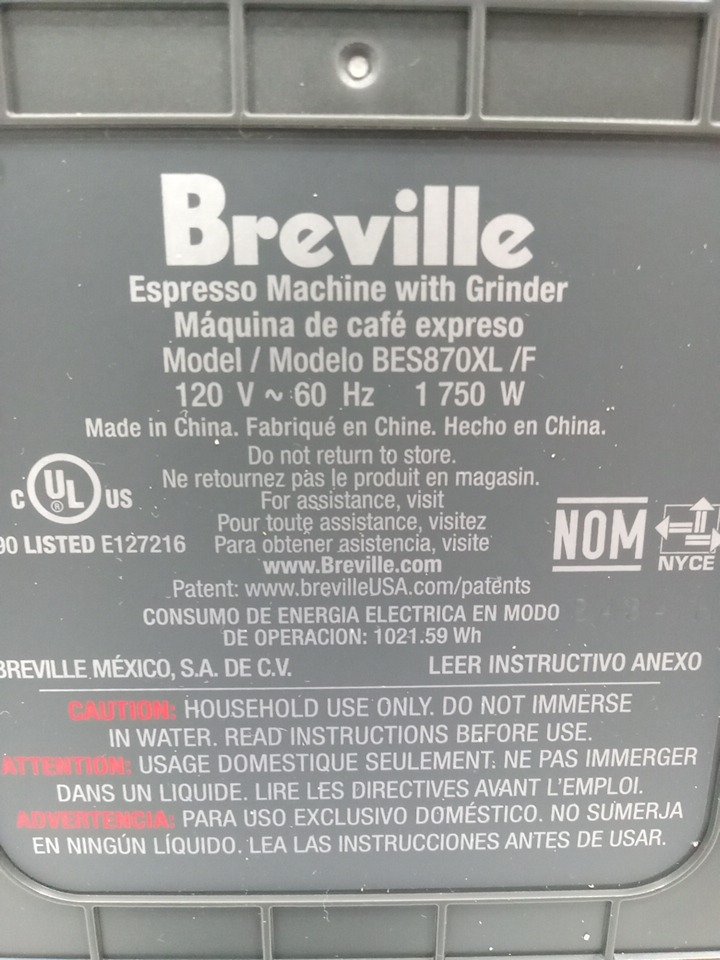 Breville
Espresso Machine with Grinder
Máquina de café expreso
Model / Modelo BES870XL /F
120 V ~ 60 Hz 1 750 W
Made in China. Fabriqué en Chine. Hecho en China.
Do not return to store.
Ne retournez pas le produit en magasin.
For assistance, visit
Pour toute assistance, visitez
Para obtener asistencia, visite
www.Breville.com
C UL ® US
90 LISTED E127216
NOM
NYCE
Patent: www.brevilleUSA.com/patents
CONSUMO DE ENERGIA ELECTRICA EN MODO
DE OPERACION: 1021.59 Wh
BREVILLE MÉXICO, S.A. DE C.V. LEER INSTRUCTIVO ANEXO
CAUTION: HOUSEHOLD USE ONLY. DO NOT IMMERSE
IN WATER. READ INSTRUCTIONS BEFORE USE.
ATTENTION: USAGE DOMESTIQUE SEULEMENT. NE PAS IMMERGER
DANS UN LIQUIDE. LIRE LES DIRECTIVES AVANT L'EMPLOI.
ADVERTENCIA: PARA USO EXCLUSIVO DOMÉSTICO. NO SUMERJA
EN NINGÚN LÍQUIDO. LEA LAS INSTRUCCIONES ANTES DE USAR.